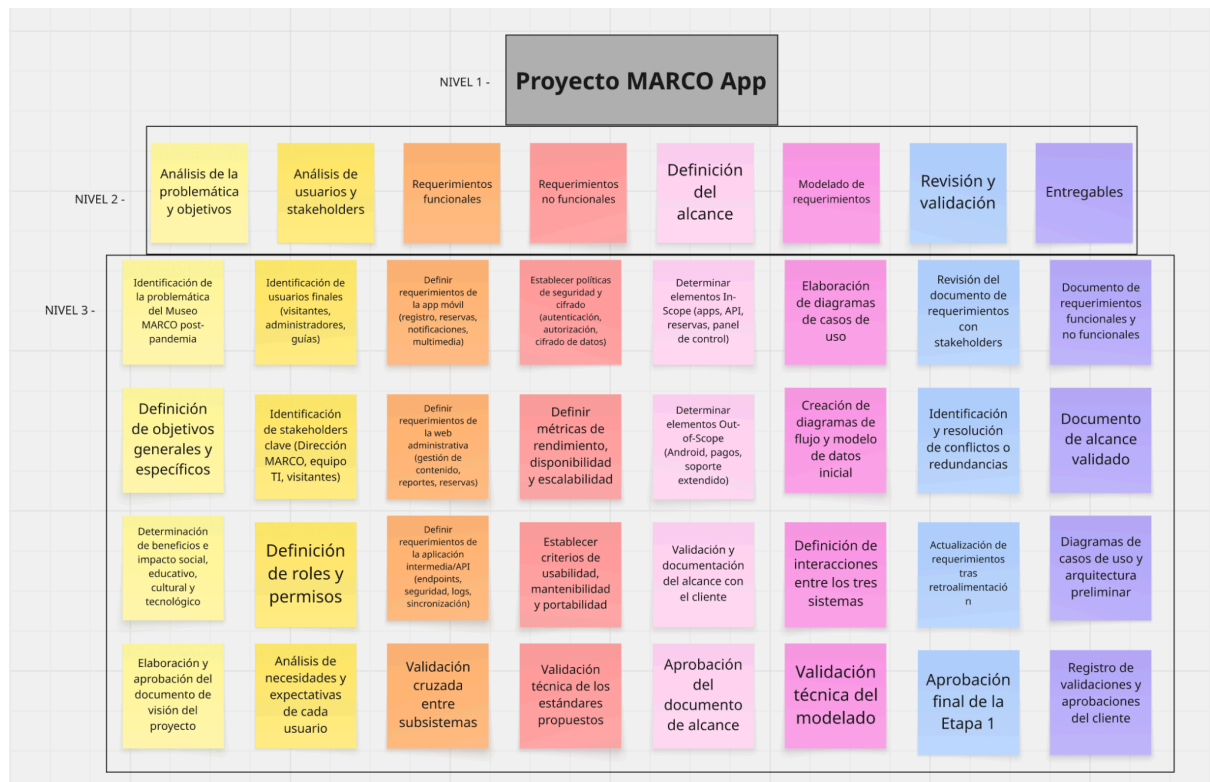 NIVEL 1 -
Proyecto MARCO App
NIVEL 2 -
Análisis de la
problemática
y objetivos
Análisis de
usuarios y
stakeholders
Requerimientos
funcionales
Requerimientos
no funcionales
Definición
del
alcance
Modelado de
requerimientos
Revisión y
validación
Entregables
NIVEL 3 -
Identificación de
la problemática
del Museo
MARCO post-
pandemia
Identificación de
usuarios finales
(visitantes,
administradores,
guías)
Definir
requerimientos de
la app móvil
(registro, reservas,
notificaciones,
multimedia)
Establecer políticas
de seguridad y
cifrado
(autenticación,
autorización,
cifrado de datos)
Determinar
elementos In-
Scope (apps, API,
reservas, panel
de control)
Elaboración
de diagramas
de casos de
uso
Revisión del
documento de
requerimientos
con
stakeholders
Documento de
requerimientos
funcionales y
no funcionales
Definición
de objetivos
generales y
específicos
Identificación
de stakeholders
clave (Dirección
MARCO, equipo
TI, visitantes)
Definir
requerimientos de
la web
administrativa
(gestión de
contenido,
reportes, reservas)
Definir
métricas de
rendimiento,
disponibilidad
y escalabilidad
Determinar
elementos Out-
of-Scope
(Android, pagos,
soporte
extendido)
Creación de
diagramas de
flujo y modelo
de datos
inicial
Identificación
y resolución
de conflictos o
redundancias
Documento
de alcance
validado
Determinación
de beneficios e
impacto social,
educativo,
cultural y
tecnológico
Definición
de roles y
permisos
Definir
requerimientos de
la aplicación
intermedia/API
(endpoints,
seguridad, logs,
sincronización)
Establecer
criterios de
usabilidad,
mantenibilidad
y portabilidad
Validación y
documentación
del alcance con
el cliente
Definición de
interacciones
entre los tres
sistemas
Actualización de
requerimientos
tras
retroalimentació
n
Diagramas de
casos de uso y
arquitectura
preliminar
Elaboración y
aprobación del
documento de
visión del
proyecto
Análisis de
necesidades y
expectativas
de cada
usuario
Validación
cruzada
entre
subsistemas
Validación
técnica de los
estándares
propuestos
Aprobación
del
documento
de alcance
Validación
técnica del
modelado
Aprobación
final de la
Etapa 1
Registro de
validaciones y
aprobaciones
del cliente